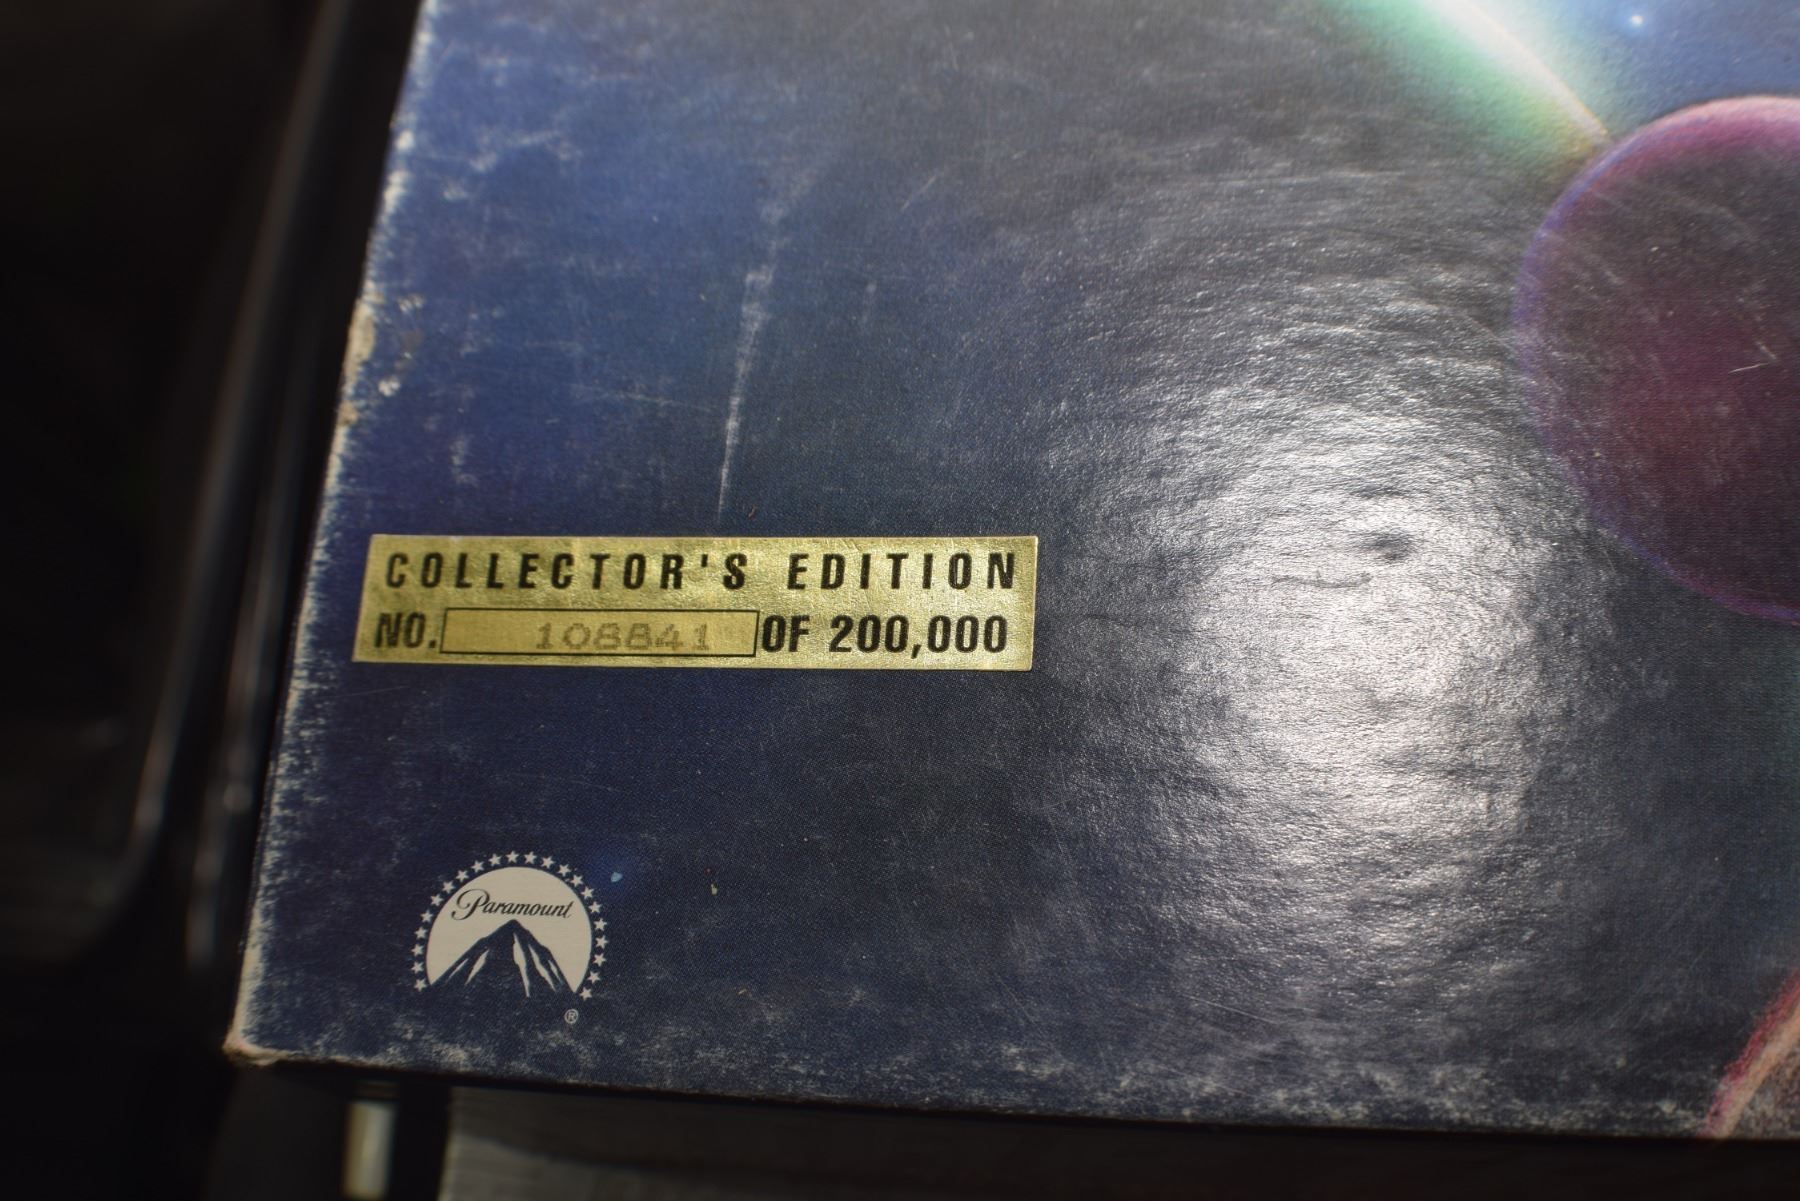 COLLECTOR'S EDITION
NO. 108841 OF 200,000
Paramount
®